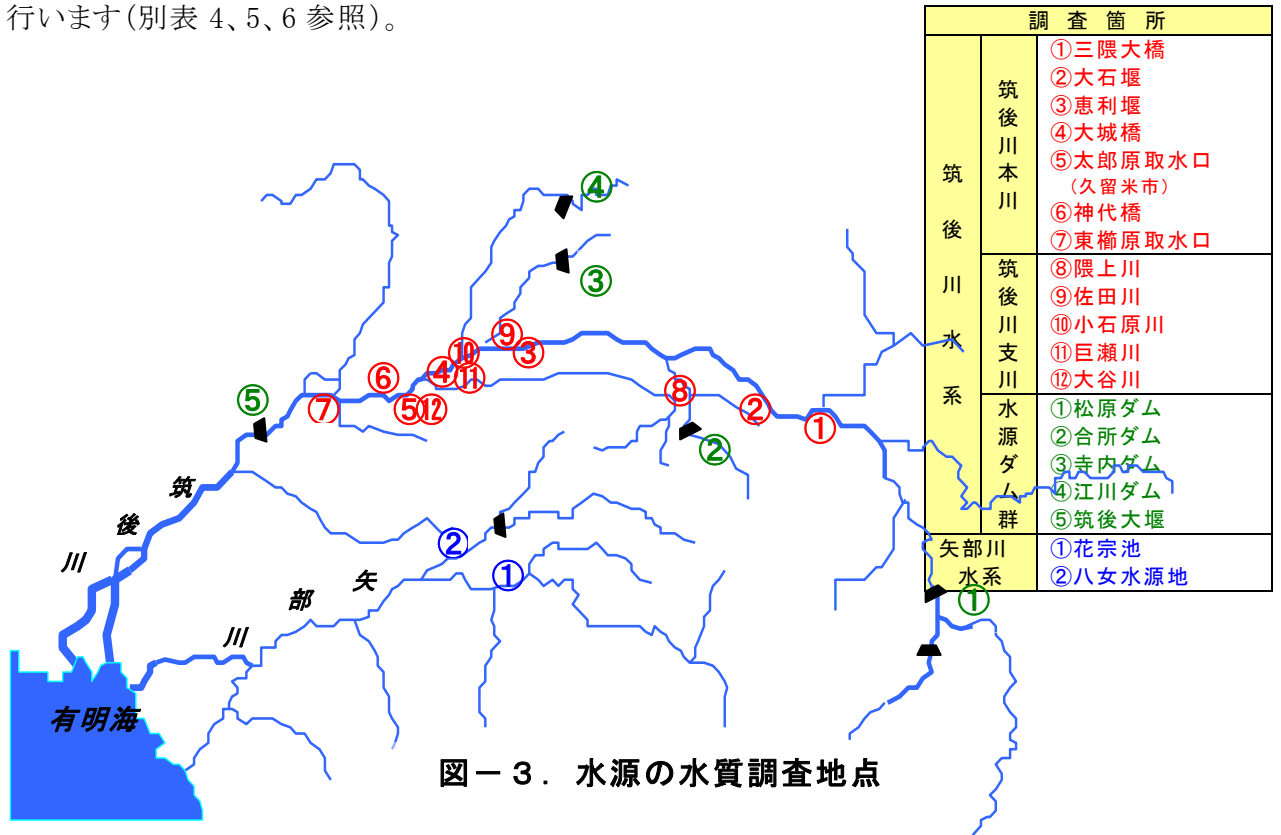 行います(別表 4、5、6 参照)。
調査箇所
筑後川水系
筑後川本川
①三隈大橋
②大石堰
③恵利堰
④大城橋
⑤太郎原取水口
(久留米市)
⑥神代橋
⑦東櫛原取水口
筑後川支川
⑧隈上川
⑨佐田川
⑩小石原川
⑪巨瀬川
⑫大谷川
水源ダム群
①松原ダム
②合所ダム
③寺内ダム
④江川ダム
⑤筑後大堰
矢部川
水系
①花宗池
②八女水源地
④
③
⑨
③
⑩
④
⑪
⑥
⑤
⑫
⑦
⑤
⑧
②
①
②
②
①
①
筑後川
矢部川
有明海
図-3. 水源の水質調査地点